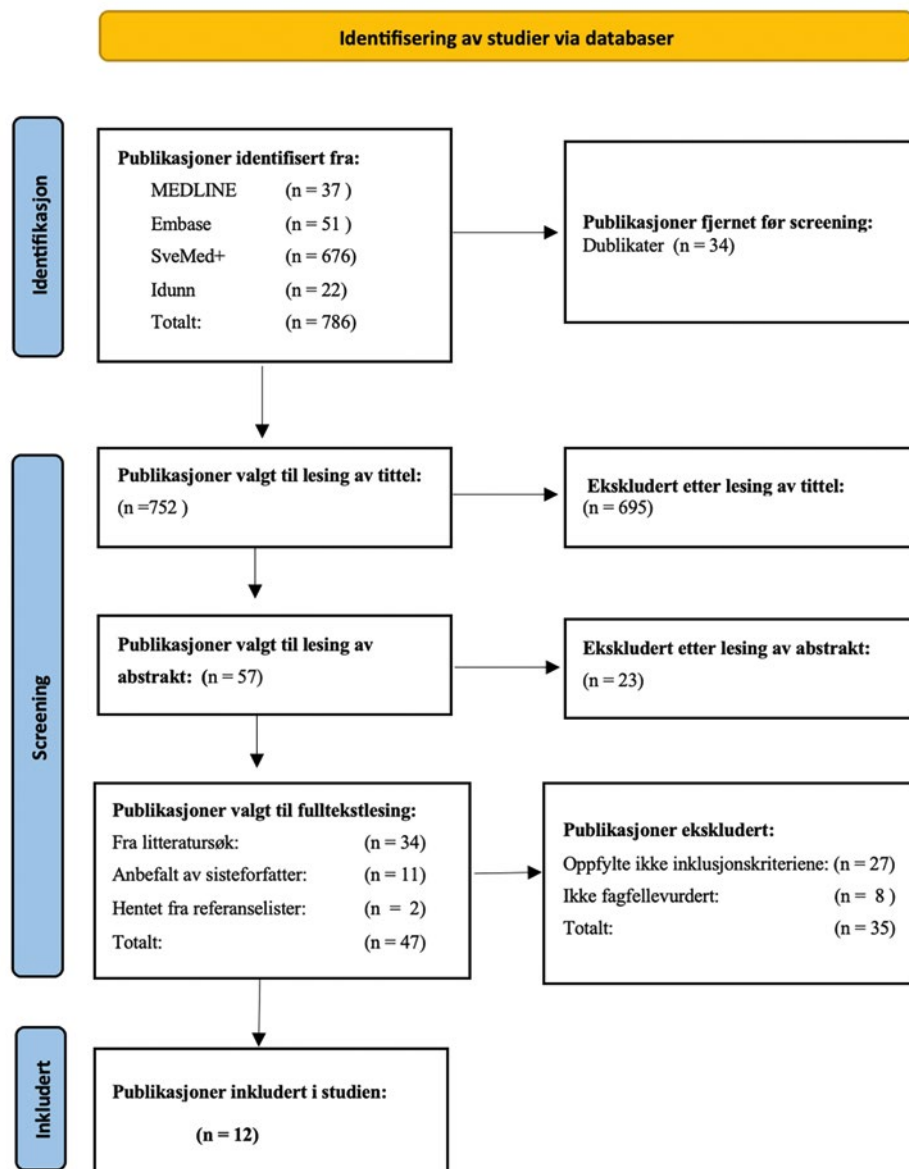 Identifisering av studier via databaser
Identifikasjon
Publikasjoner identifisert fra:
MEDLINE (n = 37 )
Embase (n = 51 )
SveMed+ (n = 676)
Idunn (n = 22)
Totalt: (n = 786)
Publikasjoner fjernet før screening:
Dublikater (n = 34)
Screening
Publikasjoner valgt til lesing av tittel:
(n =752 )
Ekskludert etter lesing av tittel:
(n = 695)
Publikasjoner valgt til lesing av
abstrakt: (n = 57)
Ekskludert etter lesing av abstrakt:
(n = 23)
Publikasjoner valgt til fulltekstlesing:
Fra litteratursøk: (n = 34)
Anbefalt av sisteforfatter: (n = 11)
Hentet fra referanselister: (n = 2)
Totalt: (n = 47)
Publikasjoner ekskludert:
Oppfylte ikke inklusjonskriteriene: (n = 27)
Ikke fagfellevurdert: (n = 8 )
Totalt: (n = 35)
Inkludert
Publikasjoner inkludert i studien:
(n = 12)